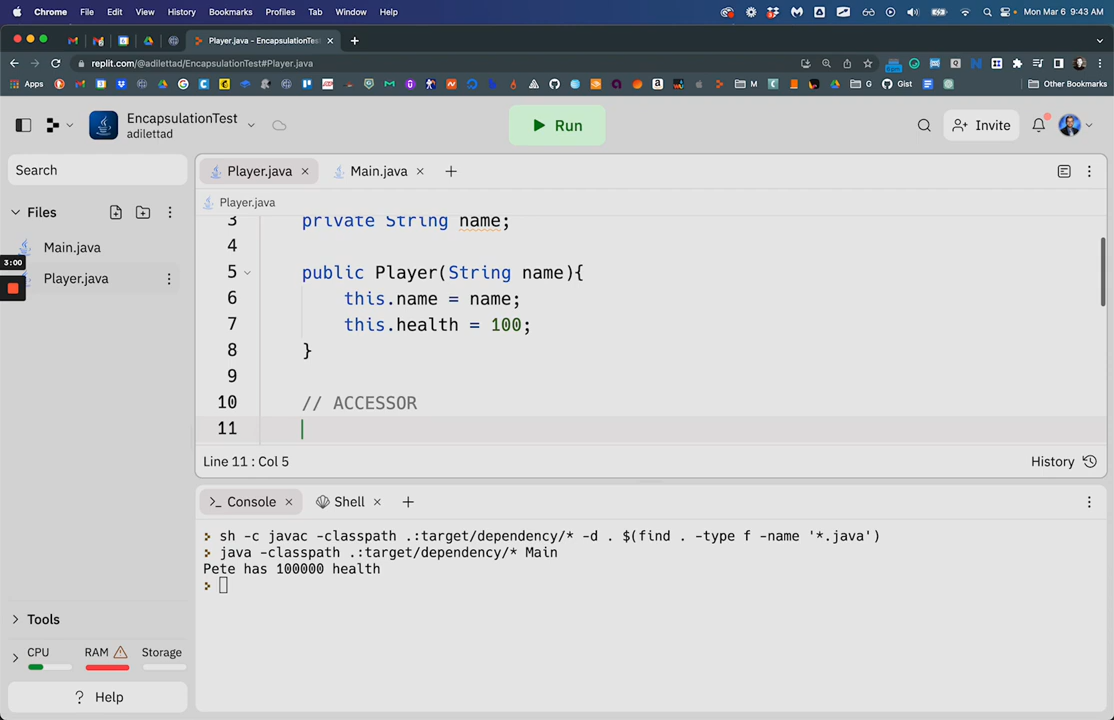 Chrome File Edit View History Bookmarks Profiles Tab Window Help Mon Mar 6 9:43 AM
Player.java - EncapsulationTest
replit.com/@adilettad/EncapsulationTest#Player.java
Apps M G Gist Other Bookmarks
EncapsulationTest
adilettad
Run
Invite
Search
Player.java Main.java
Player.java
Files
Main.java
3:00
Player.java
3 private String name;
4
5 public Player(String name){
6 this.name = name;
7 this.health = 100;
8 }
9
10 // ACCESSOR
11
Line 11 : Col 5 History
>_ Console Shell
sh -c javac -classpath .:target/dependency/* -d . $(find . -type f -name '*.java')
java -classpath .:target/dependency/* Main
Pete has 100000 health
Tools
CPU RAM Storage
? Help